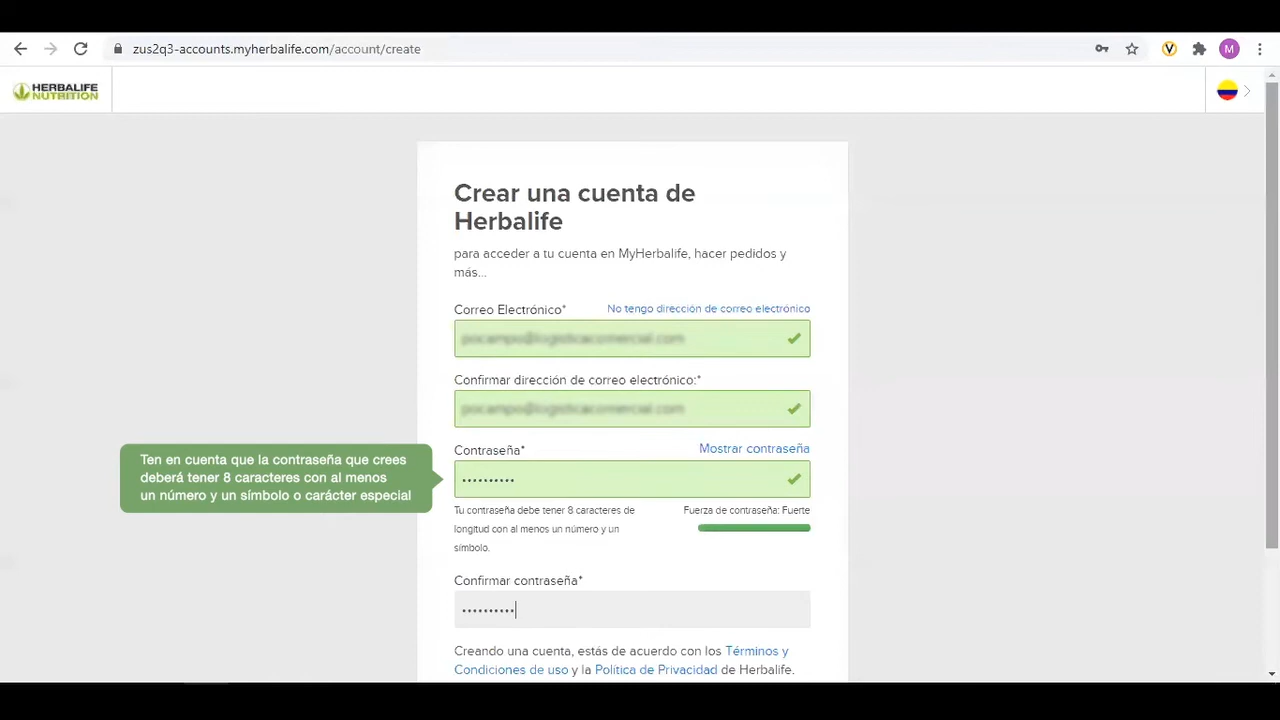 zus2q3-accounts.myherbalife.com/account/create
M
HERBALIFE
NUTRITION
Crear una cuenta de
Herbalife
para acceder a tu cuenta en MyHerbalife, hacer pedidos y
más...
Correo Electrónico*
No tengo dirección de correo electrónico
Confirmar dirección de correo electrónico:*
Contraseña*
Mostrar contraseña
••••••••••
Ten en cuenta que la contraseña que crees
deberá tener 8 caracteres con al menos
un número y un símbolo o carácter especial
Tu contraseña debe tener 8 caracteres de
longitud con al menos un número y un
símbolo.
Fuerza de contraseña: Fuerte
Confirmar contraseña*
••••••••••
Creando una cuenta, estás de acuerdo con los Términos y
Condiciones de uso y la Política de Privacidad de Herbalife.